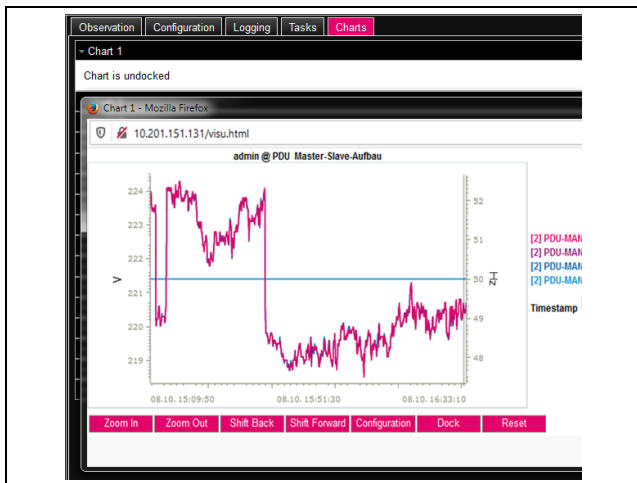 Observation Configuration Logging Tasks Charts
Chart 1
Chart is undocked
Chart 1 - Mozilla Firefox
10.201.151.131/visu.html
admin @ PDU Master-Slave-Aufbau
224
223
222
221
220
219
V
52
51
50
49
48
Hz
[2] PDU-MAN
[2] PDU-MAN
[2] PDU-MAN
[2] PDU-MAN
Timestamp
08.10. 15:09:50 08.10. 15:51:30 08.10. 16:33:10
Zoom In Zoom Out Shift Back Shift Forward Configuration Dock Reset